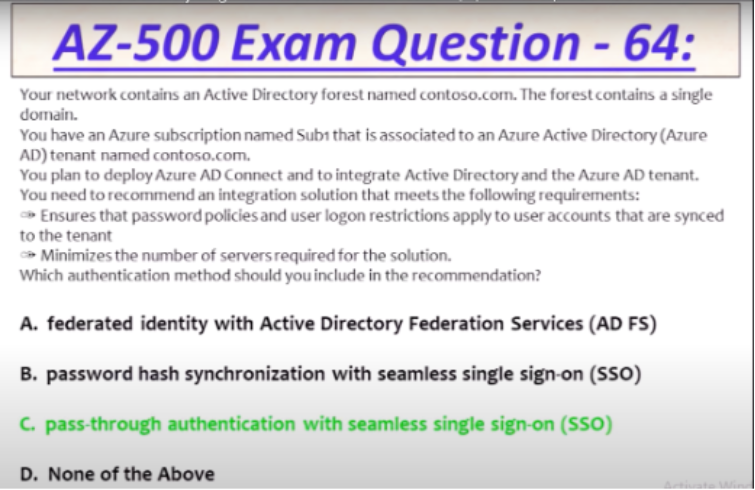 AZ-500 Exam Question - 64:
Your network contains an Active Directory forest named contoso.com. The forest contains a single
domain.
You have an Azure subscription named Sub1 that is associated to an Azure Active Directory (Azure
AD) tenant named contoso.com.
You plan to deploy Azure AD Connect and to integrate Active Directory and the Azure AD tenant.
You need to recommend an integration solution that meets the following requirements:
Ensures that password policies and user logon restrictions apply to user accounts that are synced
to the tenant
Minimizes the number of servers required for the solution.
Which authentication method should you include in the recommendation?
A. federated identity with Active Directory Federation Services (AD FS)
B. password hash synchronization with seamless single sign-on (SSO)
C. pass-through authentication with seamless single sign-on (SSO)
D. None of the Above
Activate Wind